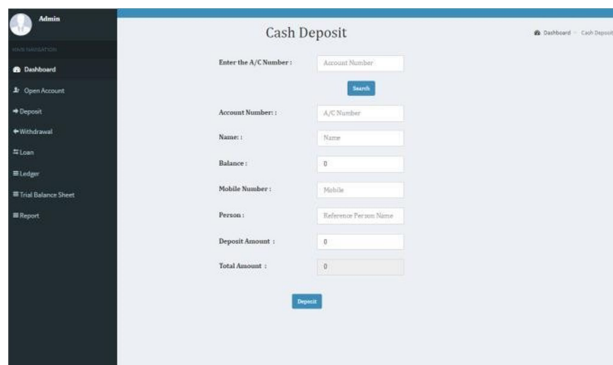 Admin
MAIN NAVIGATION
Dashboard
Open Account
Deposit
Withdrawal
Loan
Ledger
Trial Balance Sheet
Report
Cash Deposit
Dashboard > Cash Deposit
Enter the A/C Number :
Account Number
Search
Account Number: :
A/C Number
Name: :
Name
Balance :
0
Mobile Number :
Mobile
Person :
Reference Person Name
Deposit Amount :
0
Total Amount :
0
Deposit